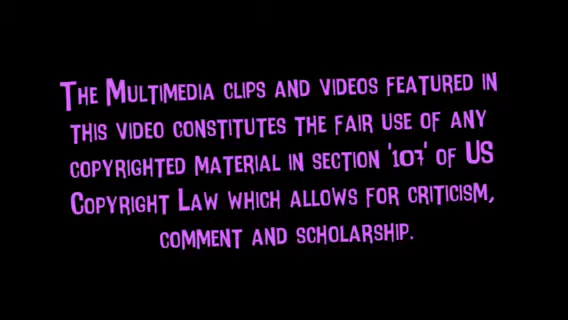 The Multimedia clips and videos featured in
this video constitutes the fair use of any
copyrighted material in section '107' of US
Copyright Law which allows for criticism,
comment and scholarship.